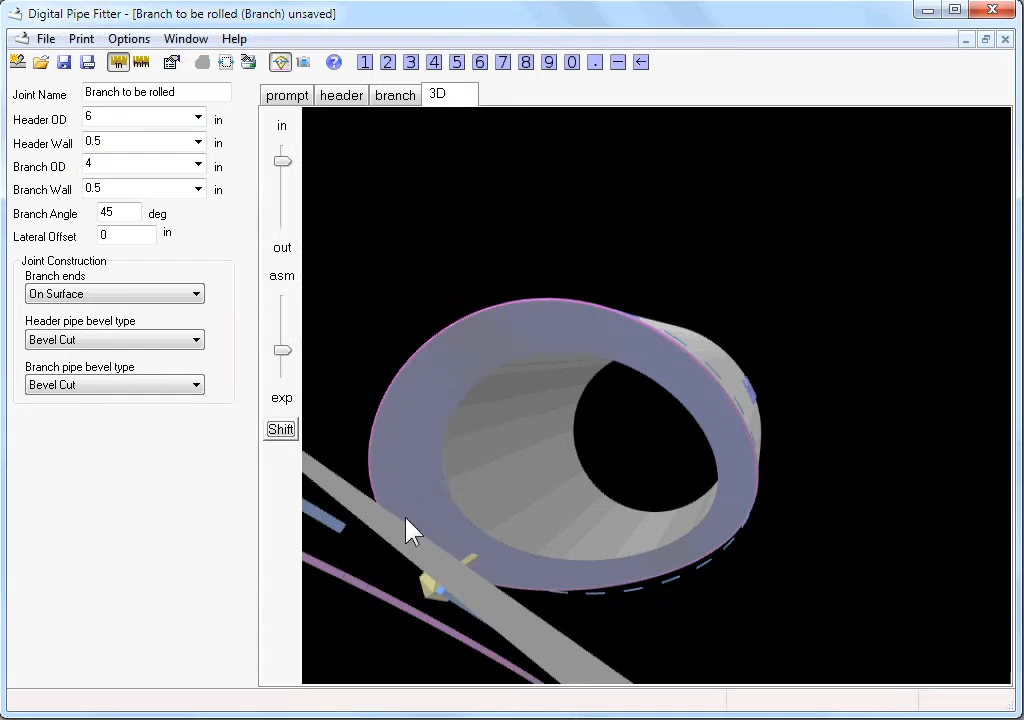 Digital Pipe Fitter - [Branch to be rolled (Branch) unsaved]
File Print Options Window Help
1 2 3 4 5 6 7 8 9 0 . - ←
Joint Name Branch to be rolled
Header OD 6 in
Header Wall 0.5 in
Branch OD 4 in
Branch Wall 0.5 in
Branch Angle 45 deg
Lateral Offset 0 in
Joint Construction
Branch ends
On Surface
Header pipe bevel type
Bevel Cut
Branch pipe bevel type
Bevel Cut
prompt header branch 3D
in
out
asm
exp
Shift